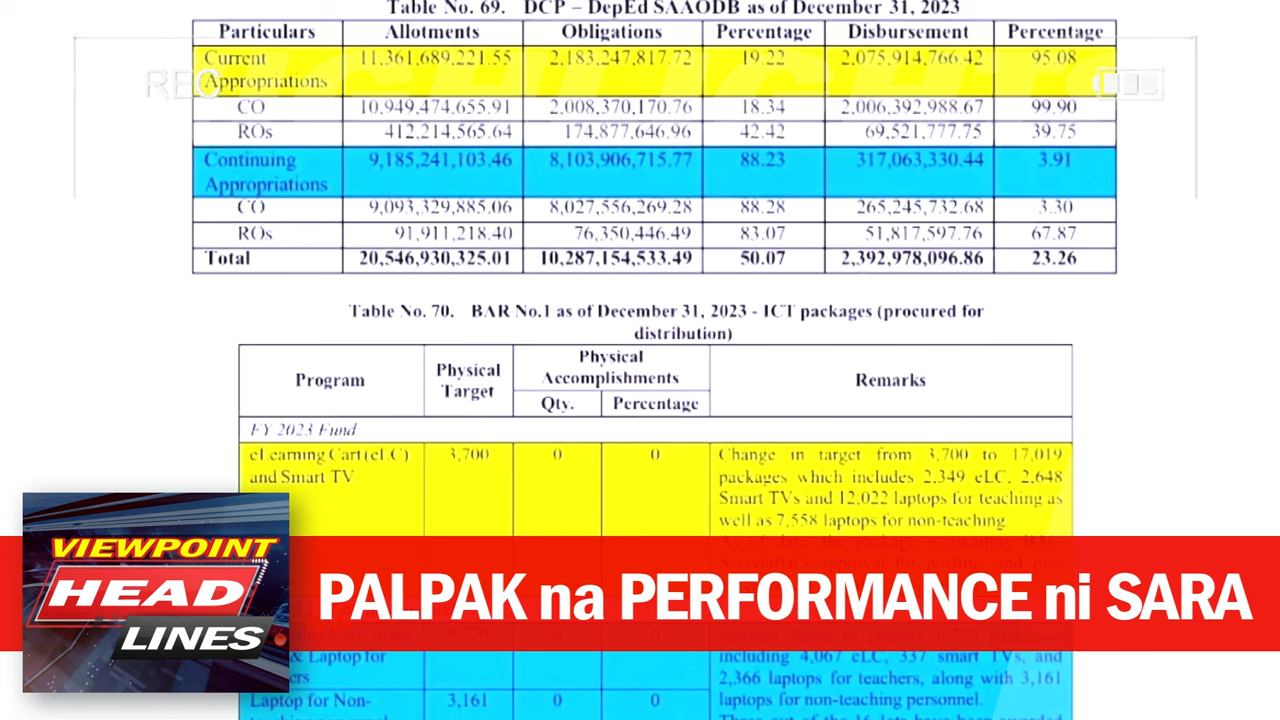 Table No. 69. DCP – DepEd SAAODB as of December 31, 2023
Particulars Allotments Obligations Percentage Disbursement Percentage
Current Appropriations 11,361,689,221.55 2,183,247,817.72 19.22 2,075,914,766.42 95.08
CO 10,949,474,655.91 2,008,370,170.76 18.34 2,006,392,988.67 99.90
ROs 412,214,565.64 174,877,646.96 42.42 69,521,777.75 39.75
Continuing Appropriations 9,185,241,103.46 8,103,906,715.77 88.23 317,063,330.44 3.91
CO 9,093,329,885.06 8,027,556,269.28 88.28 265,245,732.68 3.30
ROs 91,911,218.40 76,350,446.49 83.07 51,817,597.76 67.87
Total 20,546,930,325.01 10,287,154,533.49 50.07 2,392,978,096.86 23.26
REC
Table No. 70. BAR No.1 as of December 31, 2023 - ICT packages (procured for
distribution)
Program Physical Target Physical Accomplishments Remarks
Qty. Percentage
FY 2023 Fund
eLearning Cart (eLC) 3,700 0 0 Change in target from 3,700 to 17,019
and Smart TV packages which includes 2,349 eLC, 2,648
Smart TVs and 12,022 laptops for teaching as
well as 7,558 laptops for non-teaching
VIEWPOINT
HEAD
LINES
PALPAK na PERFORMANCE ni SARA
& Laptop for including 4,067 eLC, 337 smart TVs, and
2,366 laptops for teachers, along with 3,161
Laptop for Non- 3,161 0 0 laptops for non-teaching personnel.